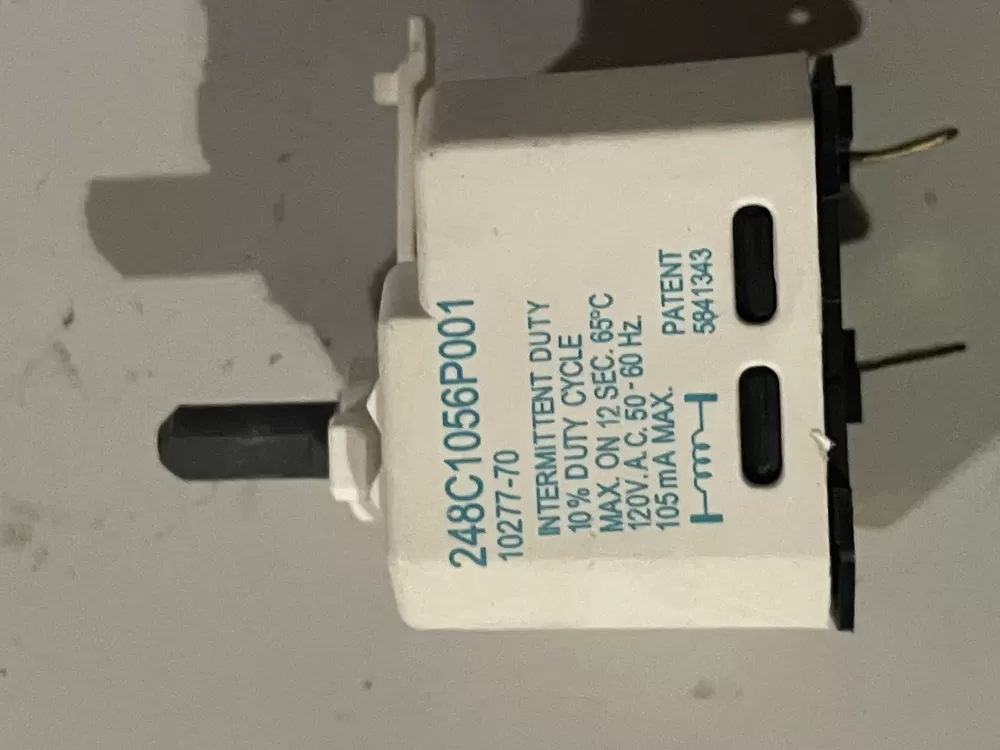 248C1056P001
10277-70
INTERMITTENT DUTY
10% DUTY CYCLE
MAX. ON 12 SEC. 65°C
120V.A.C. 50-60 Hz.
105 mA MAX.
PATENT
5841343